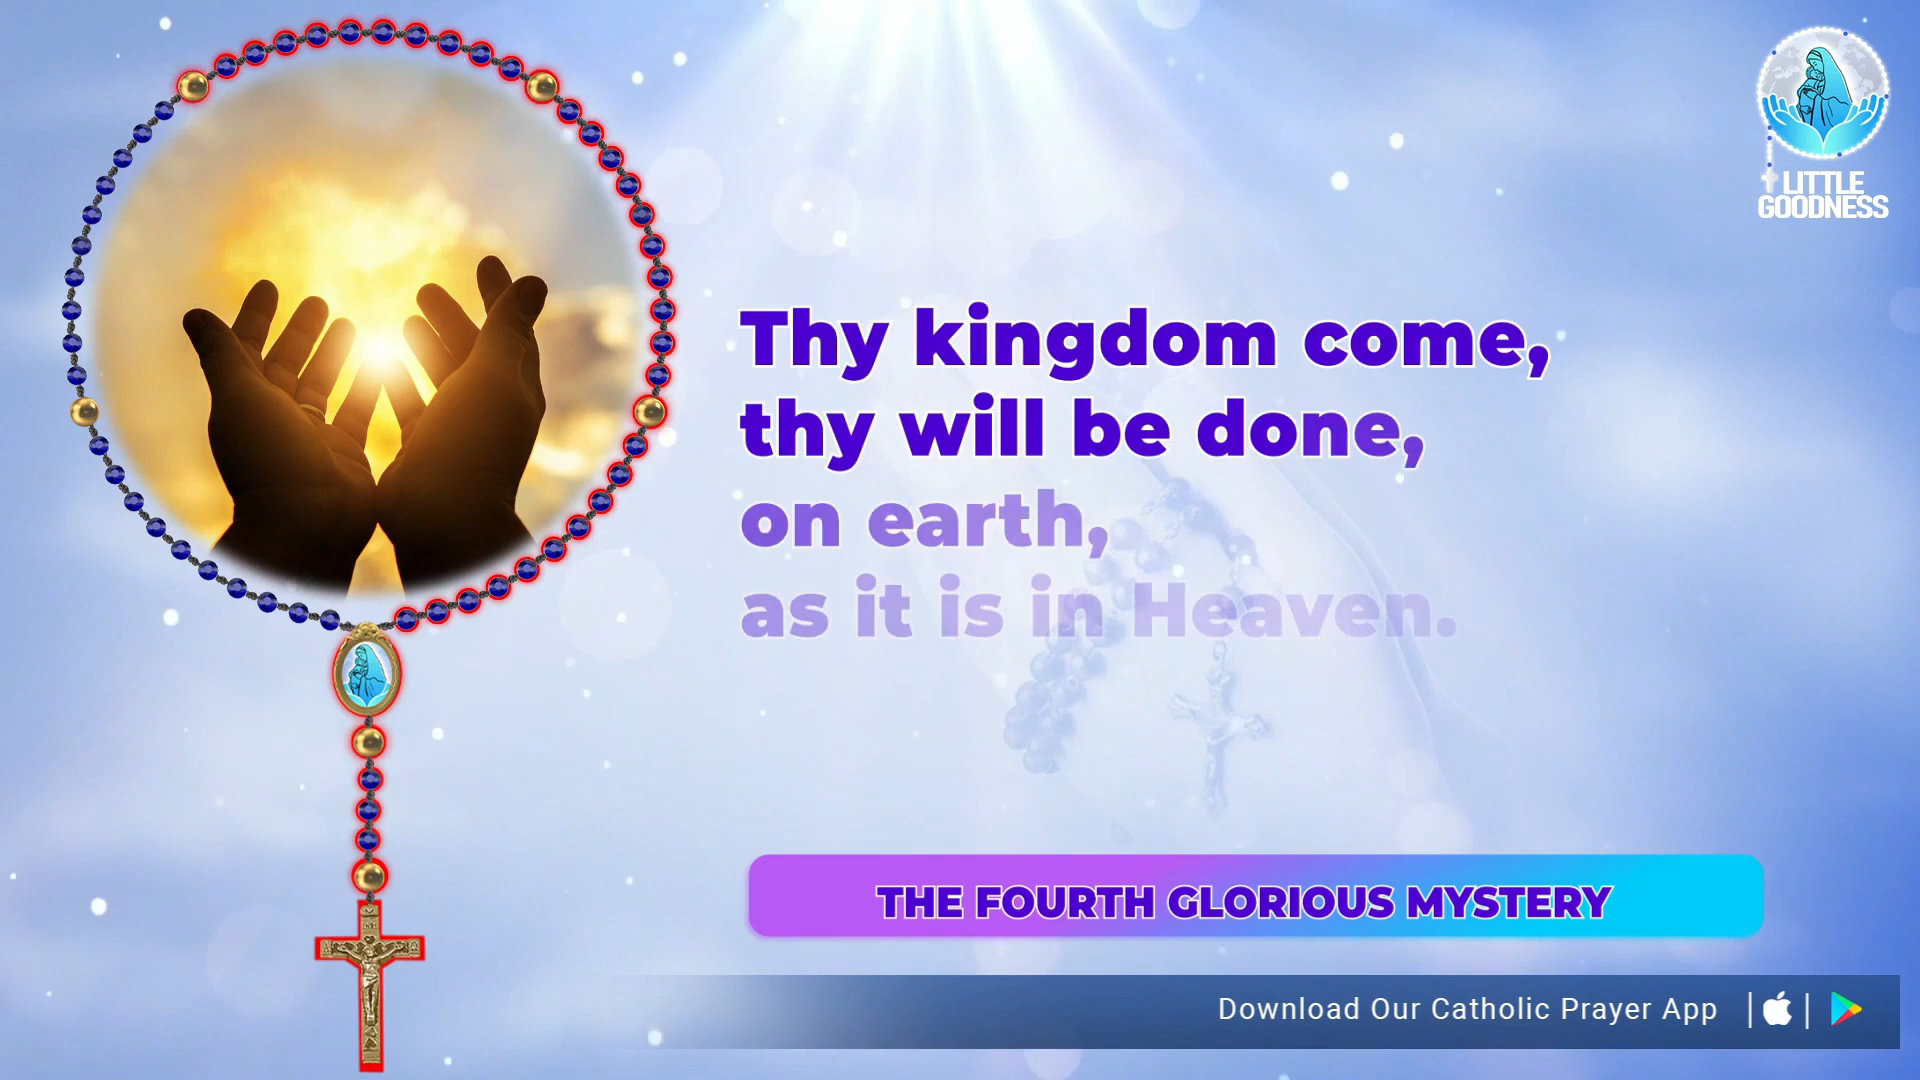 LITTLE
GOODNESS
Thy kingdom come,
thy will be done,
on earth,
as it is in Heaven.
THE FOURTH GLORIOUS MYSTERY
Download Our Catholic Prayer App